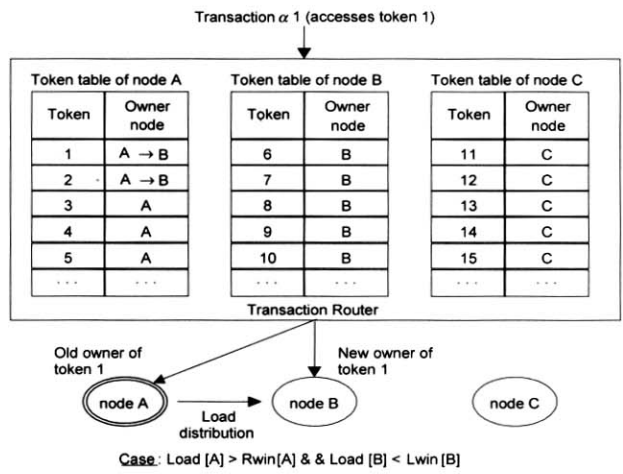 Transaction α 1 (accesses token 1)
Token table of node A Token table of node B Token table of node C
Token Owner node Token Owner node Token Owner node
1 A → B 6 B 11 C
2 A → B 7 B 12 C
3 A 8 B 13 C
4 A 9 B 14 C
5 A 10 B 15 C
... ... ... ... ... ...
Transaction Router
Old owner of token 1
New owner of token 1
node A
Load distribution
node B
node C
Case : Load [A] > Rwin[A] & & Load [B] < Lwin [B]